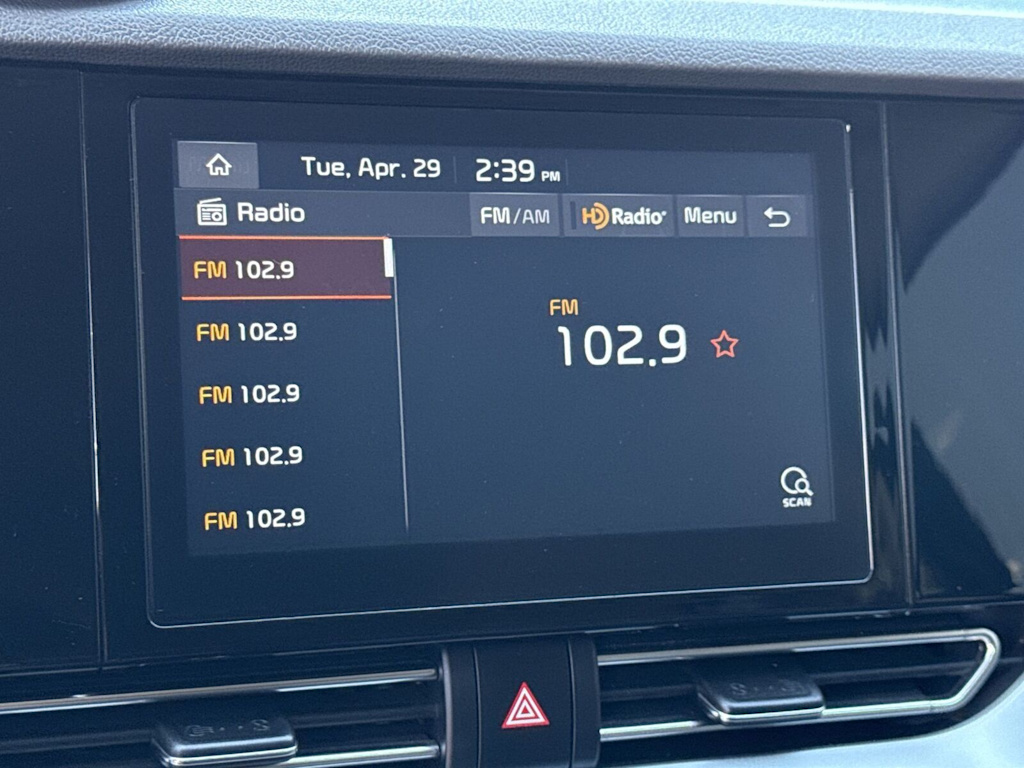 Tue, Apr. 29 2:39 PM
Radio FM/AM HD Radio Menu
FM 102.9
FM 102.9
FM 102.9
FM 102.9
FM 102.9
FM
102.9
SCAN